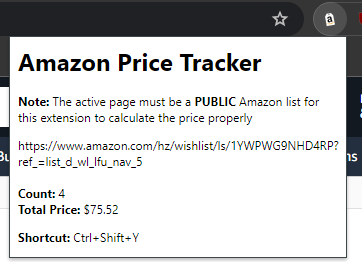 Amazon Price Tracker
Note: The active page must be a PUBLIC Amazon list for
this extension to calculate the price properly
https://www.amazon.com/hz/wishlist/ls/1YWPWG9NHD4RP?
ref_=list_d_wl_lfu_nav_5
Count: 4
Total Price: $75.52
Shortcut: Ctrl+Shift+Y